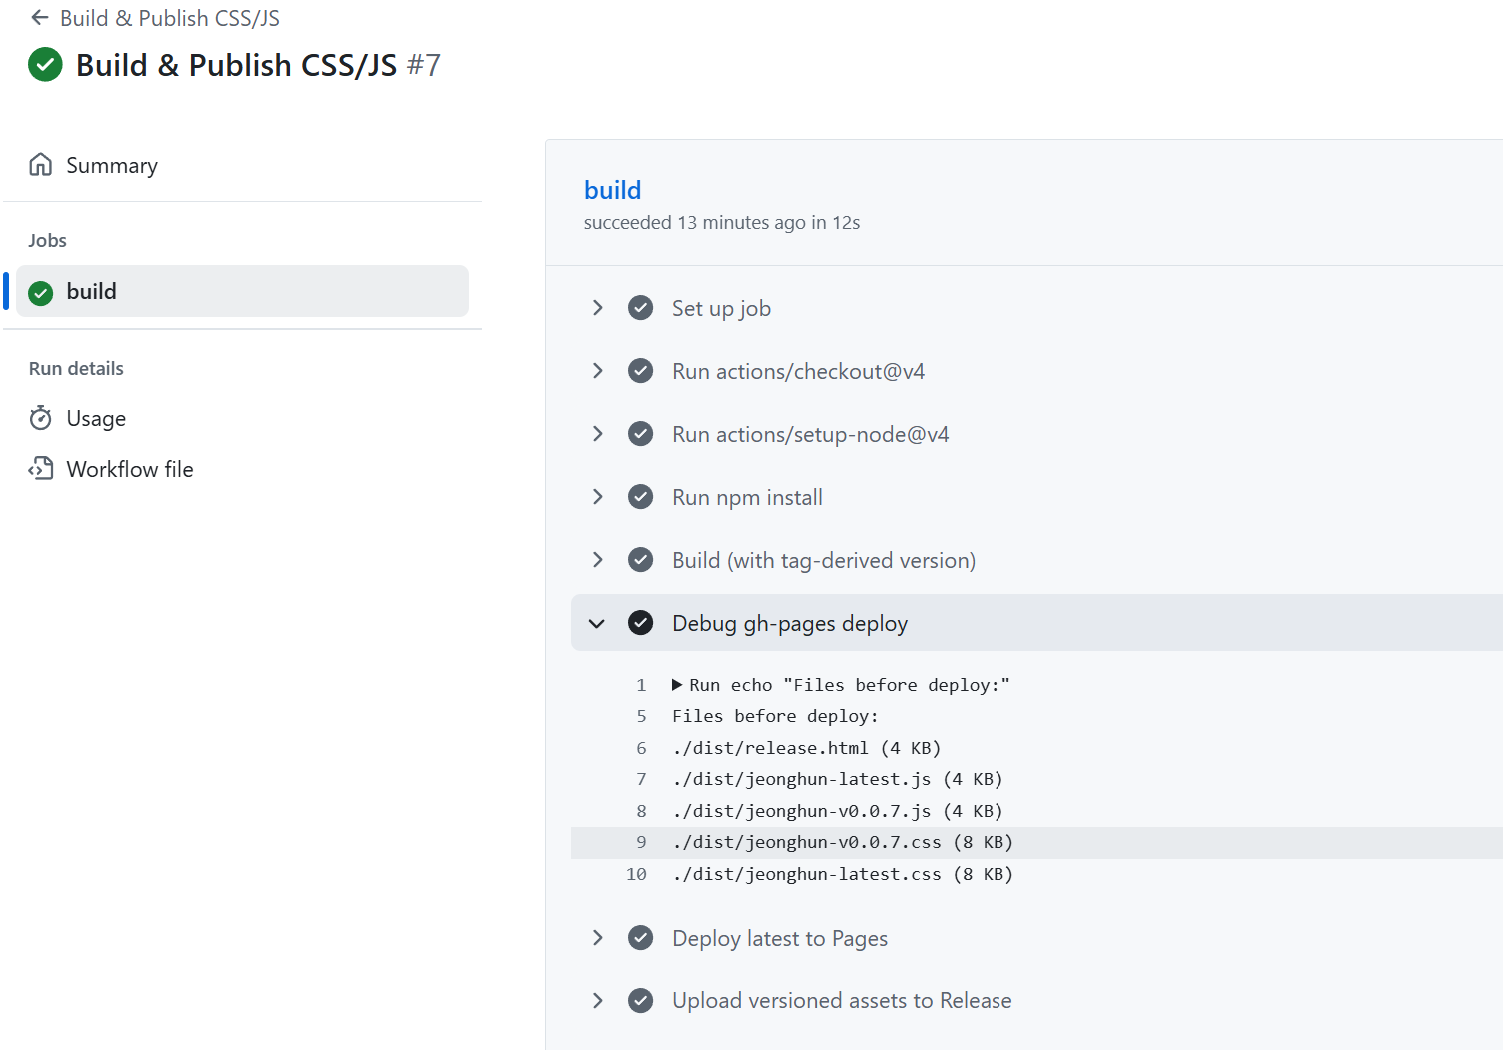 Build & Publish CSS/JS
Build & Publish CSS/JS #7
Summary
Jobs
build
Run details
Usage
Workflow file
build
succeeded 13 minutes ago in 12s
Set up job
Run actions/checkout@v4
Run actions/setup-node@v4
Run npm install
Build (with tag-derived version)
Debug gh-pages deploy
1 Run echo "Files before deploy:"
5 Files before deploy:
6 ./dist/release.html (4 KB)
7 ./dist/jeonghun-latest.js (4 KB)
8 ./dist/jeonghun-v0.0.7.js (4 KB)
9 ./dist/jeonghun-v0.0.7.css (8 KB)
10 ./dist/jeonghun-latest.css (8 KB)
Deploy latest to Pages
Upload versioned assets to Release